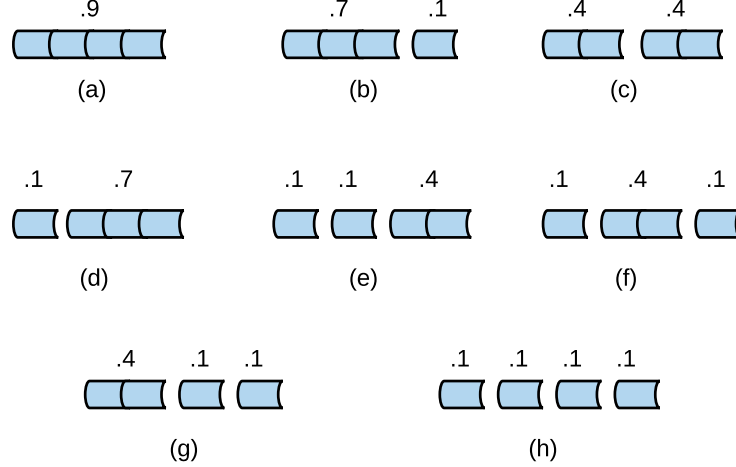 .9 .7 .1 .4 .4
(a) (b) (c)
.1 .7 .1 .1 .4 .1 .4 .1
(d) (e) (f)
.4 .1 .1 .1 .1 .1 .1
(g) (h)